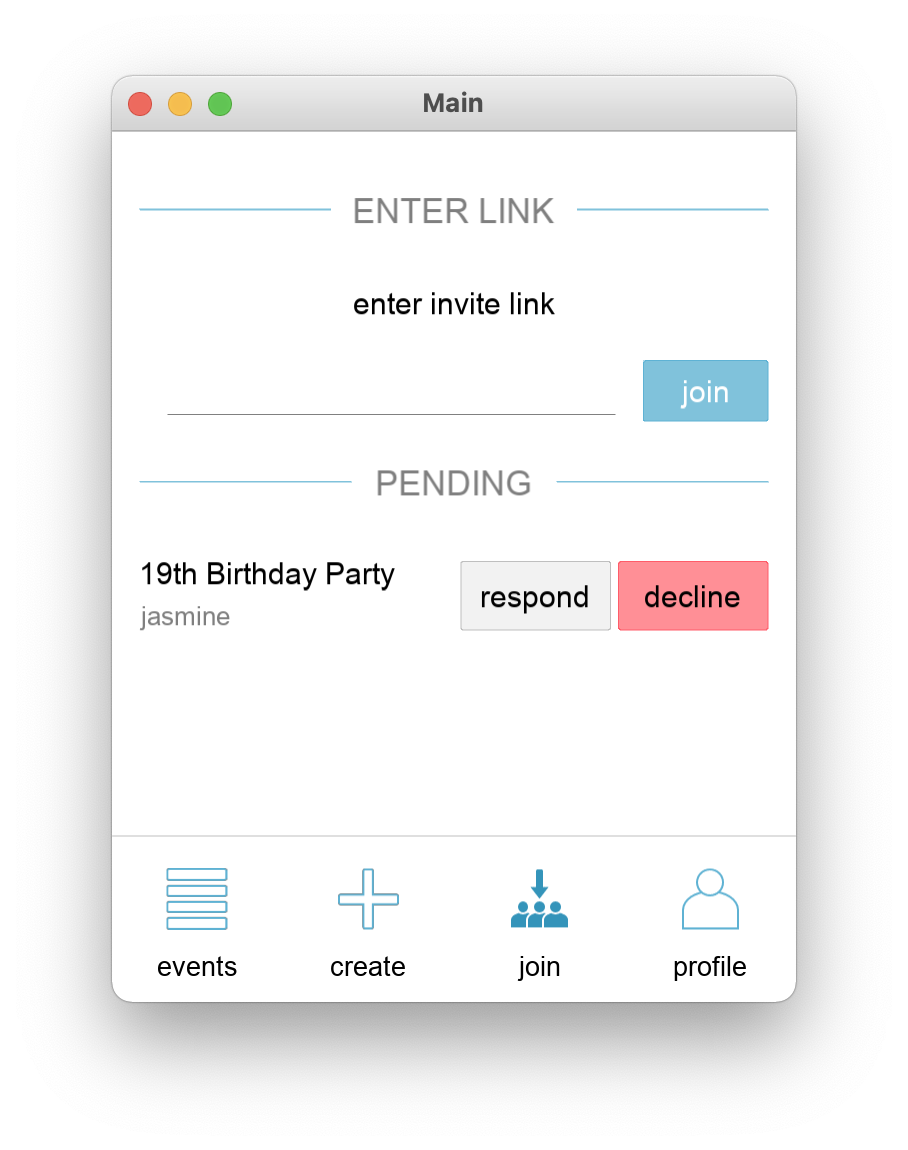 Main
ENTER LINK
enter invite link
join
PENDING
19th Birthday Party
jasmine
respond
decline
events
create
join
profile